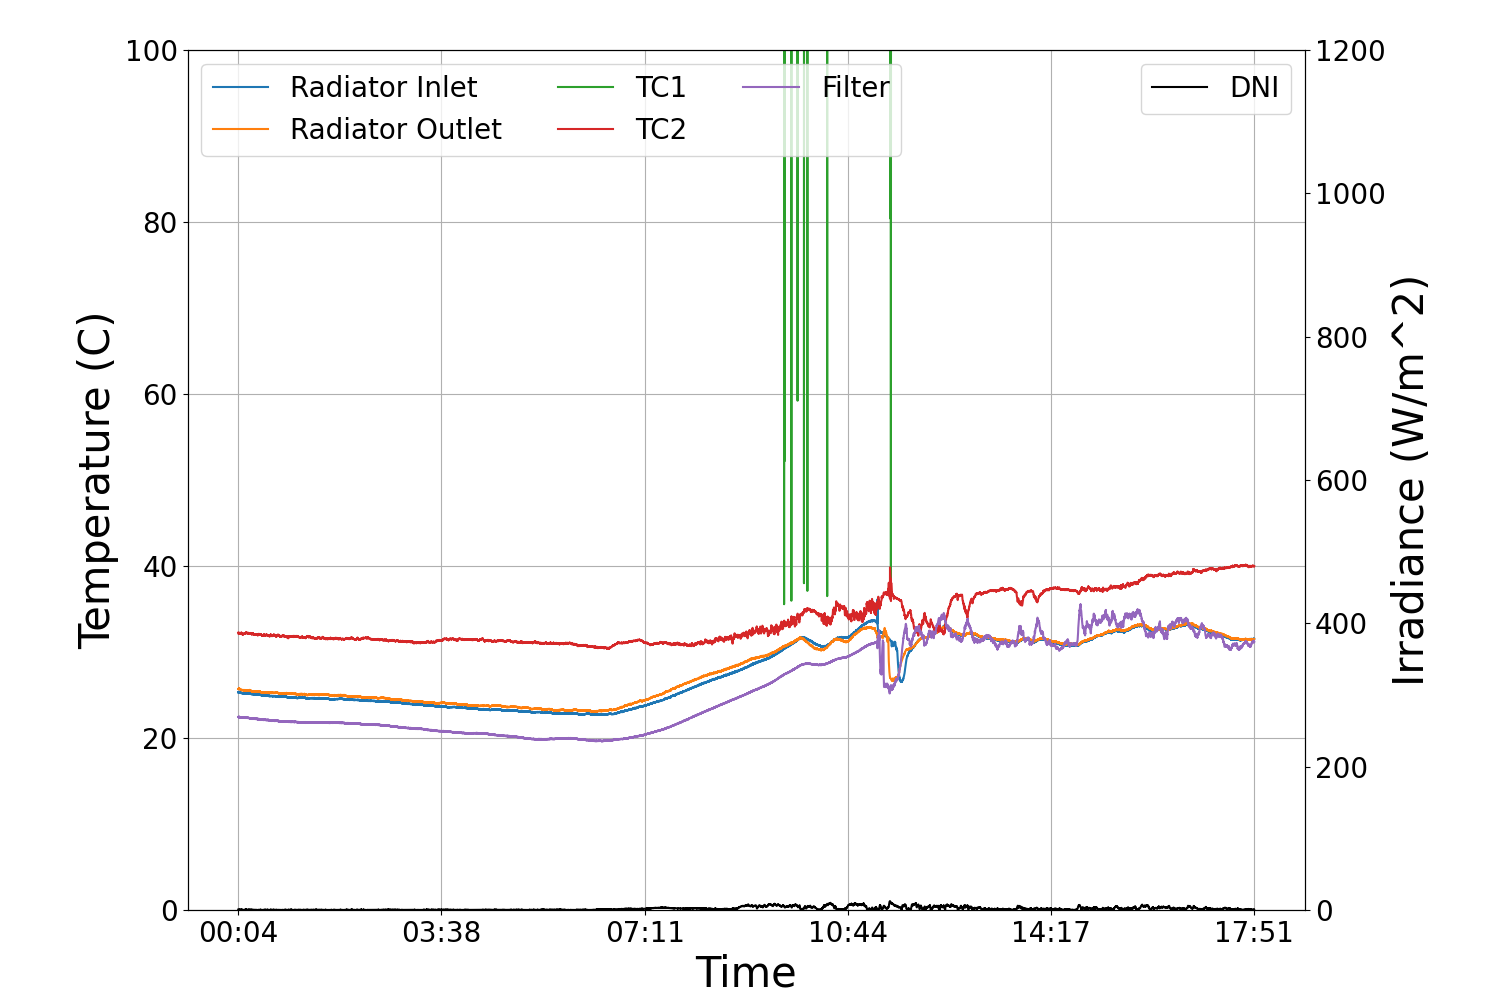 Temperature (C)
100
80
60
40
20
0
Radiator Inlet
Radiator Outlet
TC1
TC2
Filter
DNI
1200
1000
800
600
400
200
0
Irradiance (W/m^2)
00:04 03:38 07:11 10:44 14:17 17:51
Time